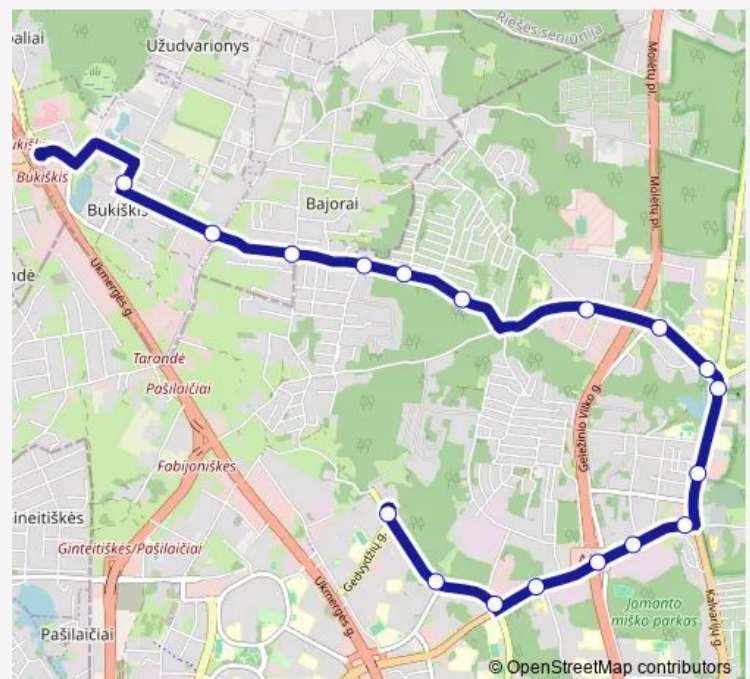 Riešės seniūnija
Užudvarionys
Molėtų pl.
Bukiškis
Bukiškis
Bajorai
Molėtų pl.
Ukmergės g.
Tarandė
Pašilaičiai
Geležinio Vilko g.
Fabijoniškės
Ginteitiškės/Pašilaičiai
Gedvydžių g.
Ukmergės g.
Kalvarijų g.
Jomanto
miško parkas
Pašilaičiai
© OpenStreetMap contributors